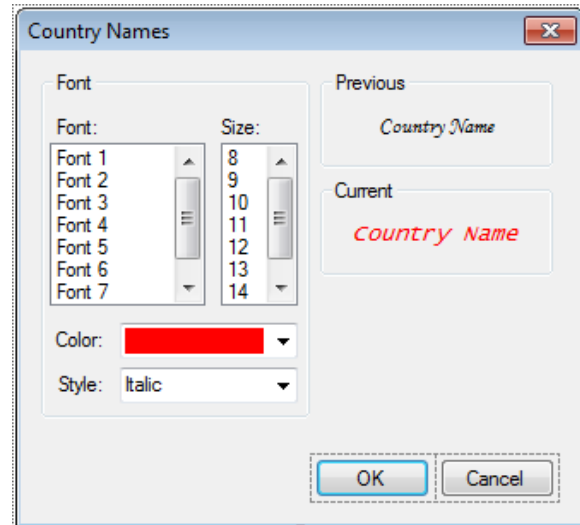 Country Names
Font
Font:
Size:
Font 1
Font 2
Font 3
Font 4
Font 5
Font 6
Font 7
8
9
10
11
12
13
14
Color:
Style:
Italic
Previous
Country Name
Current
Country Name
OK
Cancel